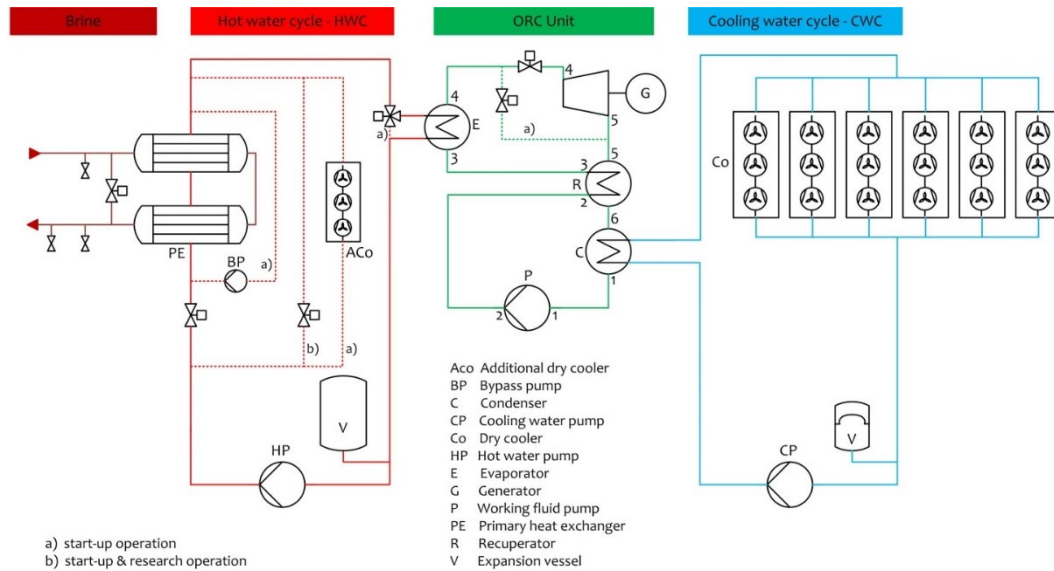 Brine
Hot water cycle - HWC
ORC Unit
Cooling water cycle - CWC
4
4
G
a)
E
a)
5
3
5
3
R
2
Co
6
ACo
PE
BP
a)
C
P
1
2
1
b)
a)
V
HP
V
CP
Aco Additional dry cooler
BP Bypass pump
C Condenser
CP Cooling water pump
Co Dry cooler
HP Hot water pump
E Evaporator
G Generator
P Working fluid pump
PE Primary heat exchanger
R Recuperator
V Expansion vessel
a) start-up operation
b) start-up & research operation